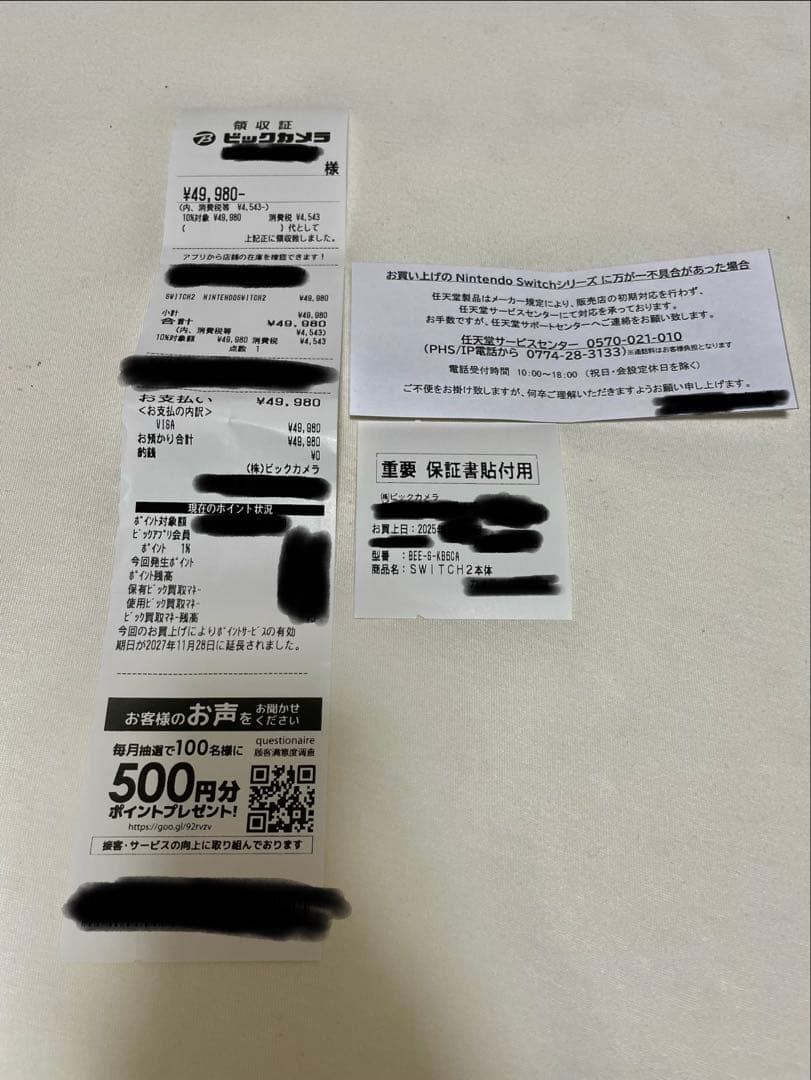 領収証
ビックカメラ
様
¥49,980-
(内、消費税等 ¥4,543-)
10%対象 ¥49,980 消費税 ¥4,543
( )代として
上記正に領収致しました。
アプリから店舗の在庫を確認できます!
SWITCH2 NINTENDOSWITCH2 ¥49,980
小計 ¥49,980
合計 ¥49,980
(内、消費税等 ¥4,543)
10%対象額 ¥49,980 消費税 ¥4,543
点数 1
お支払い ¥49,980
<お支払の内訳>
VISA ¥49,980
お預かり合計 ¥49,980
釣銭 ¥0
(株)ビックカメラ
現在のポイント状況
ポイント対象額
ビックアプリ会員
ポイント 1%
今回発生ポイント
ポイント残高
保有ビック買取マネー
使用ビック買取マネー
ビック買取マネー残高
今回のお買上げによりポイントサービスの有効
期日が2027年11月28日に延長されました。
お客様のお声をお聞かせください
毎月抽選で100名様に
500円分
ポイントプレゼント!
https://goo.gl/92rvzv
questionaire
顧客満意度调查
接客・サービスの向上に取り組んでおります
お買い上げの Nintendo Switchシリーズ に万が一不具合があった場合
任天堂製品はメーカー規定により、販売店の初期対応を行わず、
任天堂サービスセンターにて対応を承っております。
お手数ですが、任天堂サポートセンターへご連絡をお願い致します。
任天堂サービスセンター 0570-021-010
(PHS/IP電話から 0774-28-3133)※通話料はお客様負担となります
電話受付時間 10:00~18:00 (祝日・会設定休日を除く)
ご不便をお掛け致しますが、何卒ご理解いただきますようお願い申し上げます。
重要 保証書貼付用
㈱ビックカメラ
お買上日:2025年
型番 :BEE-S-KB6CA
商品名:SWITCH2本体